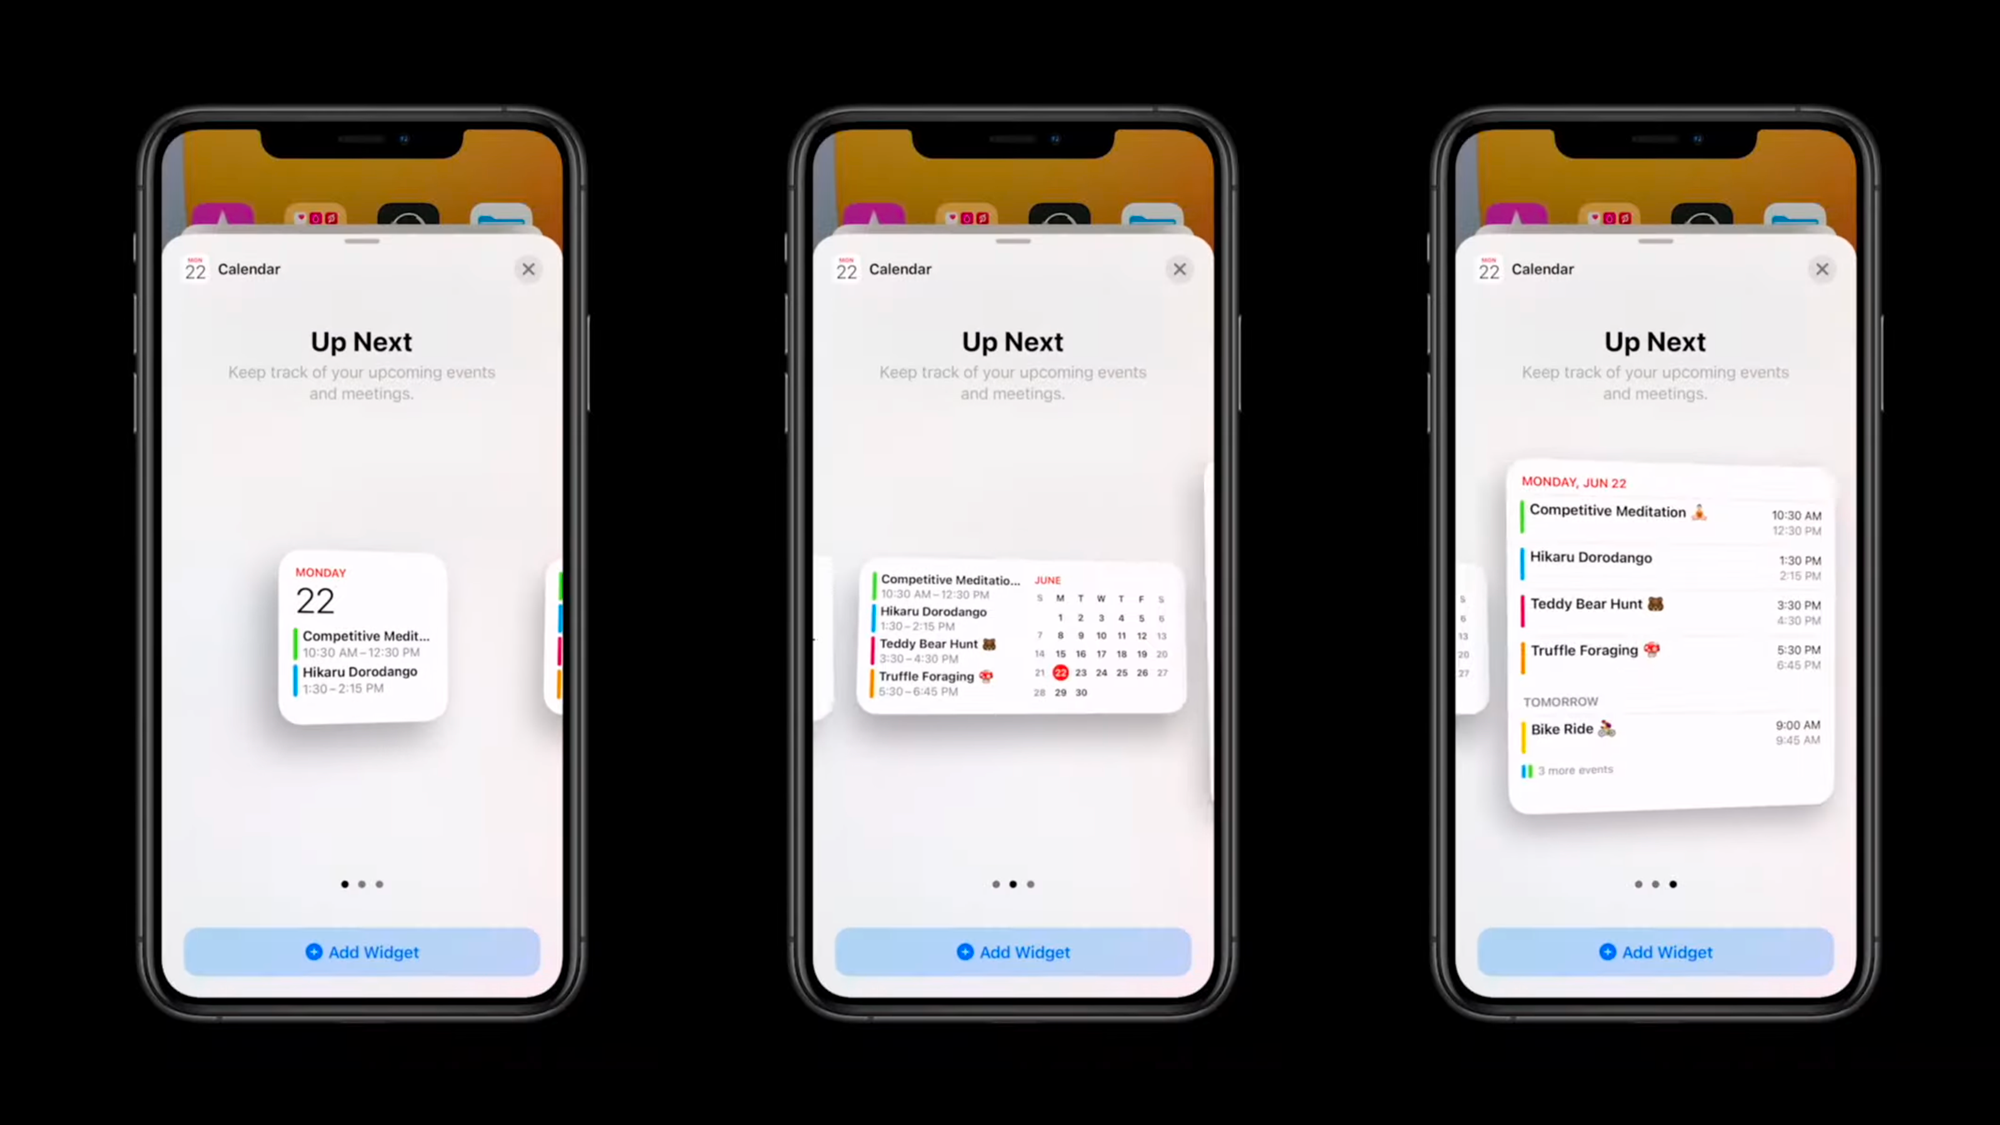 MON
22 Calendar
Up Next
Keep track of your upcoming events
and meetings.
MONDAY
22
Competitive Medit...
10:30 AM – 12:30 PM
Hikaru Dorodango
1:30 – 2:15 PM
Add Widget
MON
22 Calendar
Up Next
Keep track of your upcoming events
and meetings.
Competitive Meditatio...
10:30 AM – 12:30 PM
Hikaru Dorodango
1:30 – 2:15 PM
Teddy Bear Hunt 🐻
3:30 – 4:30 PM
Truffle Foraging 🍄
5:30 – 6:45 PM
JUNE
S M T W T F S
1 2 3 4 5 6
7 8 9 10 11 12 13
14 15 16 17 18 19 20
21 22 23 24 25 26 27
28 29 30
Add Widget
MON
22 Calendar
Up Next
Keep track of your upcoming events
and meetings.
S
6
13
20
27
MONDAY, JUN 22
Competitive Meditation 🧘 10:30 AM
12:30 PM
Hikaru Dorodango 1:30 PM
2:15 PM
Teddy Bear Hunt 🐻 3:30 PM
4:30 PM
Truffle Foraging 🍄 5:30 PM
6:45 PM
TOMORROW
Bike Ride 🚴 9:00 AM
9:45 AM
3 more events
Add Widget